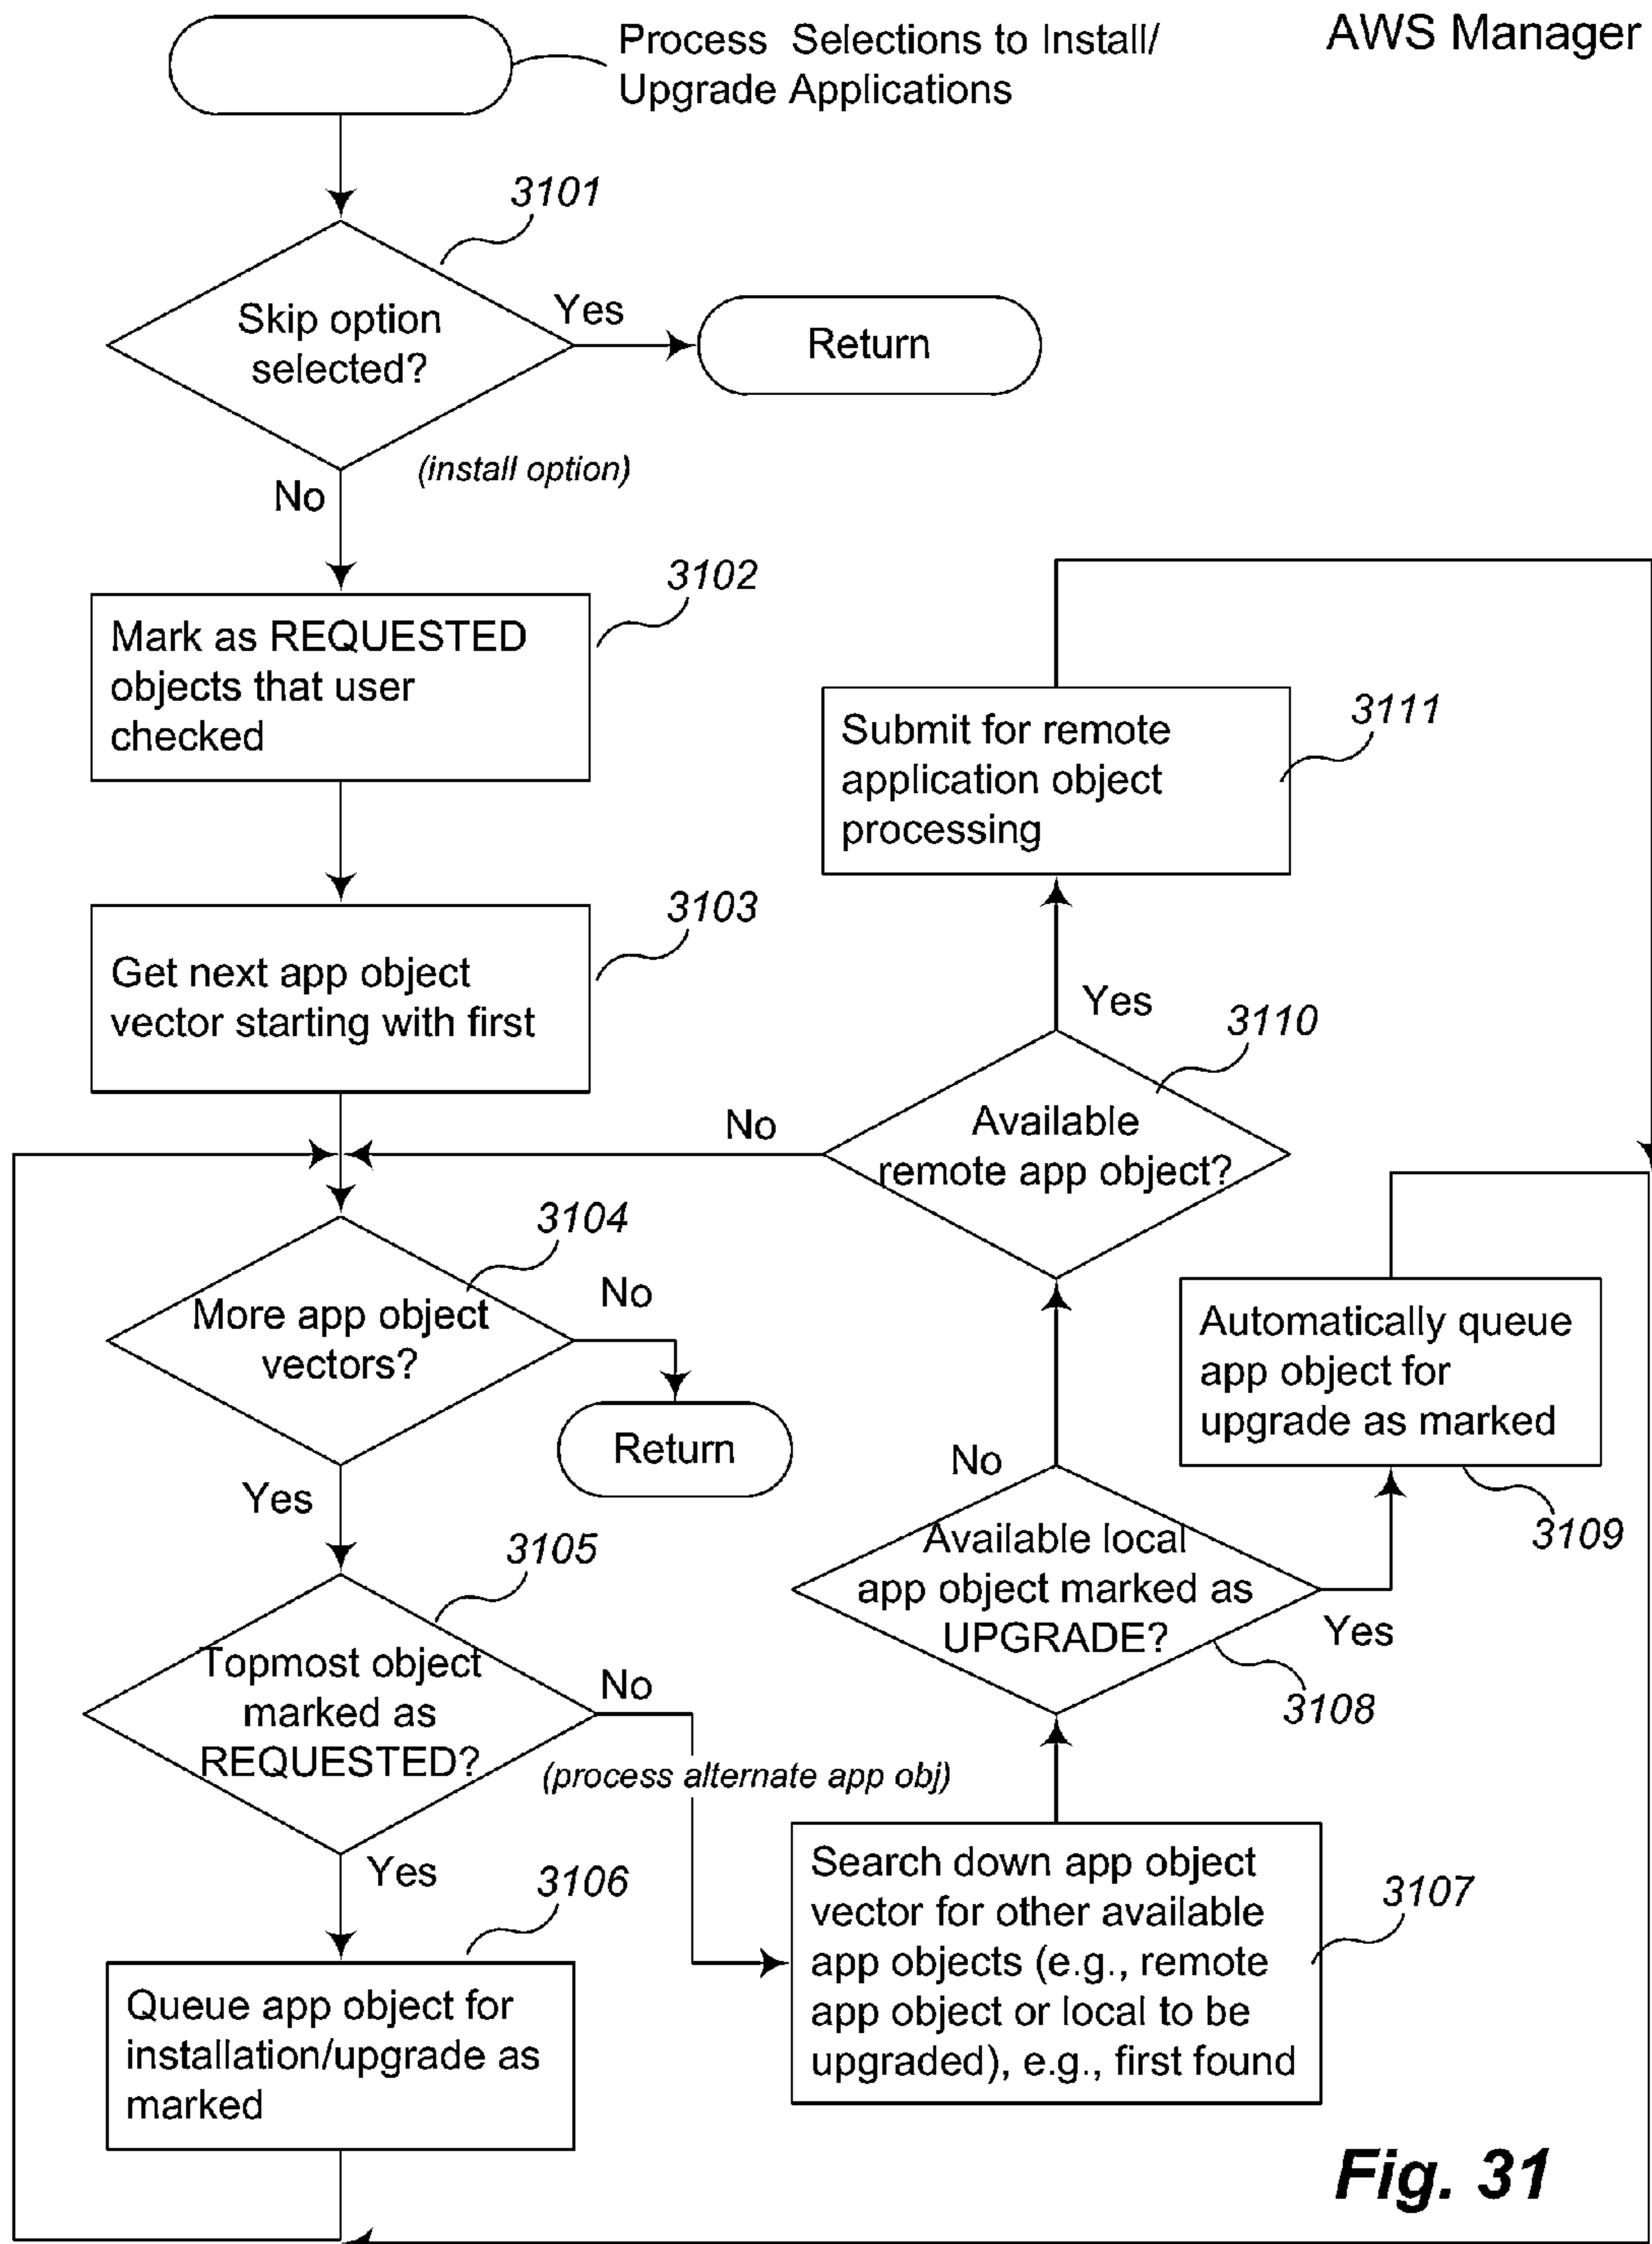 Process Selections to Install/
Upgrade Applications
AWS Manager
3101
Skip option
selected?
Yes
Return
(install option)
No
3102
Mark as REQUESTED
objects that user
checked
3103
Get next app object
vector starting with first
3104
More app object
vectors?
No
Return
Yes
3105
Topmost object
marked as
REQUESTED?
No
(process alternate app obj)
Yes
3106
Queue app object for
installation/upgrade as
marked
3107
Search down app object
vector for other available
app objects (e.g., remote
app object or local to be
upgraded), e.g., first found
3108
Available local
app object marked as
UPGRADE?
Yes
No
3109
Automatically queue
app object for
upgrade as marked
3110
Available
remote app object?
No
Yes
3111
Submit for remote
application object
processing
Fig. 31